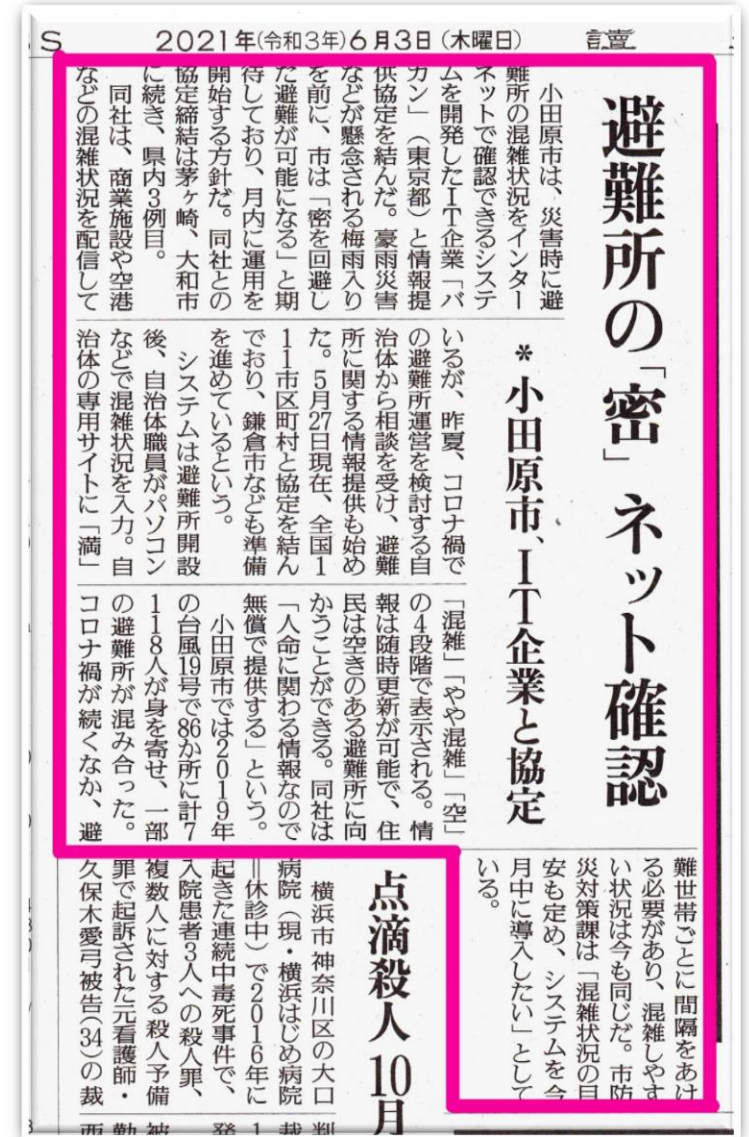 S
2021年(令和3年)6月3日(木曜日)
讀
避難所の「密」ネット確認
＊小田原市、IT企業と協定
小田原市は、災害時に避
難所の混雑状況をインター
ネットで確認できるシステ
ムを開発したIT企業「バ
カン」(東京都)と情報提
供協定を結んだ。豪雨災害
などが懸念される梅雨入り
を前に、市は「密を回避し
た避難が可能になる」と期
待しており、月内に運用を
開始する方針だ。同社との
協定締結は茅ヶ崎、大和市
に続き、県内3例目。
同社は、商業施設や空港
などの混雑状況を配信して
いるが、昨夏、コロナ禍で
の避難所運営を検討する自
治体から相談を受け、避難
所に関する情報提供も始め
た。5月27日現在、全国1
11市区町村と協定を結ん
でおり、鎌倉市なども準備
を進めているという。
システムは避難所開設
後、自治体職員がパソコン
などで混雑状況を入力。自
治体の専用サイトに「満」
「混雑」「やや混雑」「空」
の4段階で表示される。情
報は随時更新が可能で、住
民は空きのある避難所に向
かうことができる。同社は
「人命に関わる情報なので
無償で提供する」という。
小田原市では2019年
の台風19号で86か所に計7
118人が身を寄せ、一部
の避難所が混み合った。
コロナ禍が続くなか、避
難世帯ごとに間隔をあけ
る必要があり、混雑しやす
い状況は今も同じだ。市防
災対策課は「混雑状況の目
安も定め、システムを今
月中に導入したい」として
いる。
点滴殺人 10月
横浜市神奈川区の大口
病院(現・横浜はじめ病院
＝休診中)で2016年に
起きた連続中毒死事件で、
入院患者3人への殺人罪、
複数人に対する殺人予備
罪で起訴された元看護師・
久保木愛弓被告(34)の裁